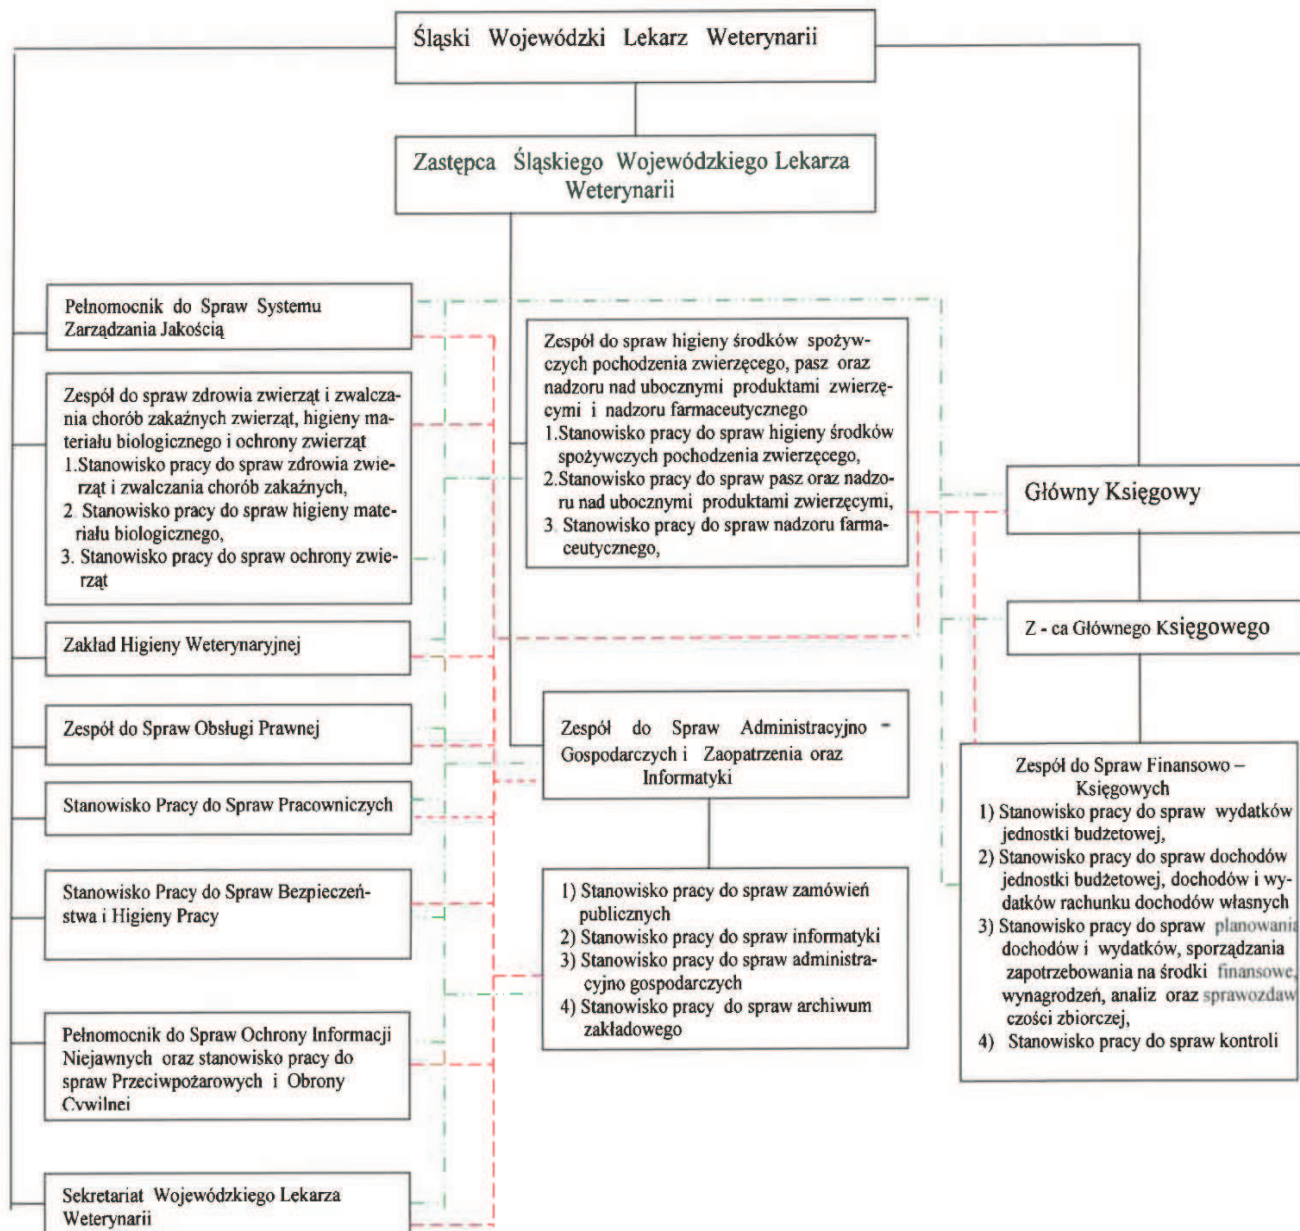 Śląski Wojewódzki Lekarz Weterynarii
Zastępca Śląskiego Wojewódzkiego Lekarza
Weterynarii
Pełnomocnik do Spraw Systemu
Zarządzania Jakością
Zespół do spraw zdrowia zwierząt i zwalcza-
nia chorób zakaźnych zwierząt, higieny ma-
teriału biologicznego i ochrony zwierząt
1.Stanowisko pracy do spraw zdrowia zwie-
rząt i zwalczania chorób zakaźnych,
2. Stanowisko pracy do spraw higieny mate-
riału biologicznego,
3. Stanowisko pracy do spraw ochrony zwie-
rząt
Zakład Higieny Weterynaryjnej
Zespół do Spraw Obsługi Prawnej
Stanowisko Pracy do Spraw Pracowniczych
Stanowisko Pracy do Spraw Bezpieczeń-
stwa i Higieny Pracy
Pełnomocnik do Spraw Ochrony Informacji
Niejawnych oraz stanowisko pracy do
spraw Przeciwpożarowych i Obrony
Cywilnej
Sekretariat Wojewódzkiego Lekarza
Weterynarii
Zespół do spraw higieny środków spożyw-
czych pochodzenia zwierzęcego, pasz oraz
nadzoru nad ubocznymi produktami zwierzę-
cymi i nadzoru farmaceutycznego
1.Stanowisko pracy do spraw higieny środków
spożywczych pochodzenia zwierzęcego,
2.Stanowisko pracy do spraw pasz oraz nadzo-
ru nad ubocznymi produktami zwierzęcymi,
3. Stanowisko pracy do spraw nadzoru farma-
ceutycznego,
Zespół do Spraw Administracyjno -
Gospodarczych i Zaopatrzenia oraz
Informatyki
1) Stanowisko pracy do spraw zamówień
publicznych
2) Stanowisko pracy do spraw informatyki
3) Stanowisko pracy do spraw administra-
cyjno gospodarczych
4) Stanowisko pracy do spraw archiwum
zakładowego
Główny Księgowy
Z - ca Głównego Księgowego
Zespół do Spraw Finansowo –
Księgowych
1) Stanowisko pracy do spraw wydatków
jednostki budżetowej,
2) Stanowisko pracy do spraw dochodów
jednostki budżetowej, dochodów i wy-
datków rachunku dochodów własnych
3) Stanowisko pracy do spraw planowania
dochodów i wydatków, sporządzania
zapotrzebowania na środki finansowe,
wynagrodzeń, analiz oraz sprawozdaw
czości zbiorczej,
4) Stanowisko pracy do spraw kontroli